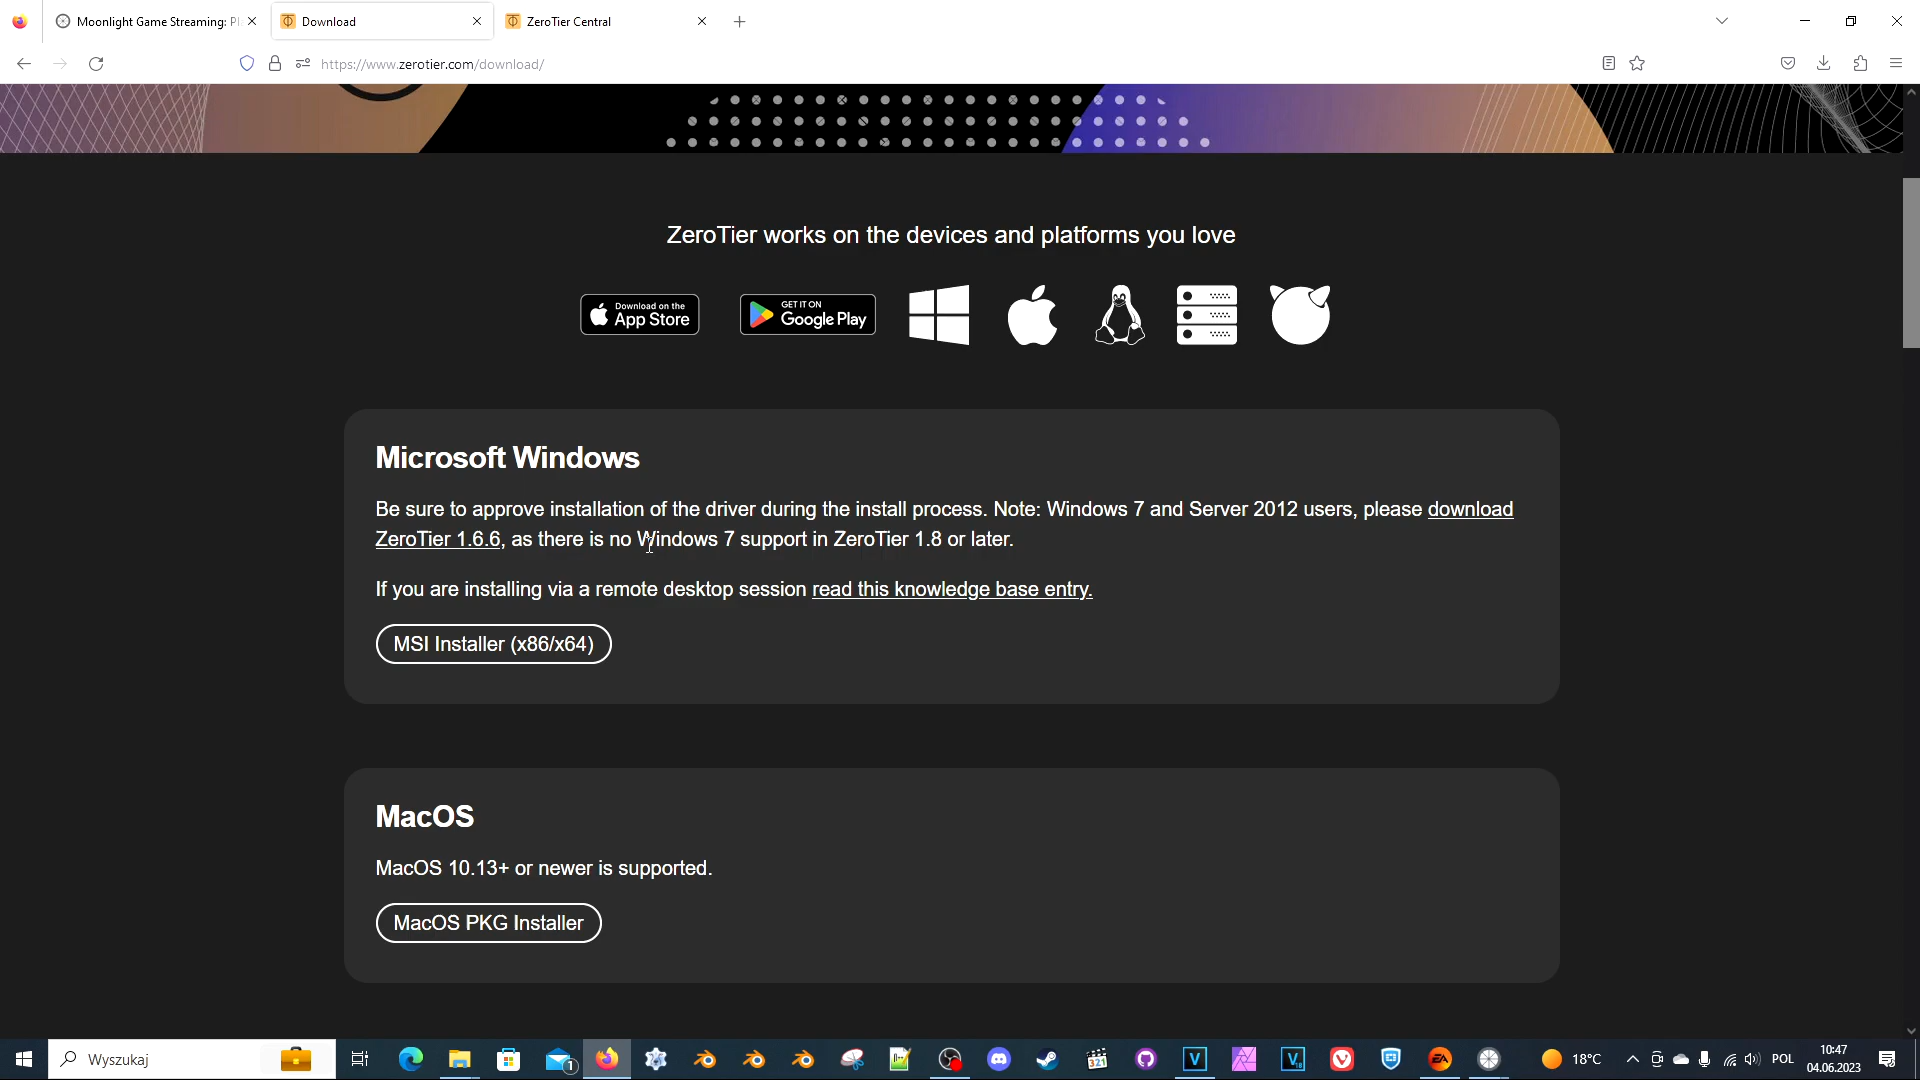 Moonlight Game Streaming: Pl
Download
ZeroTier Central
https://www.zerotier.com/download/
ZeroTier works on the devices and platforms you love
Download on the
App Store
GET IT ON
Google Play
Microsoft Windows
Be sure to approve installation of the driver during the install process. Note: Windows 7 and Server 2012 users, please download
ZeroTier 1.6.6, as there is no Windows 7 support in ZeroTier 1.8 or later.
If you are installing via a remote desktop session read this knowledge base entry.
MSI Installer (x86/x64)
MacOS
MacOS 10.13+ or newer is supported.
MacOS PKG Installer
Wyszukaj
1
321
V
V
18
EA
18°C
POL
10:47
04.06.2023